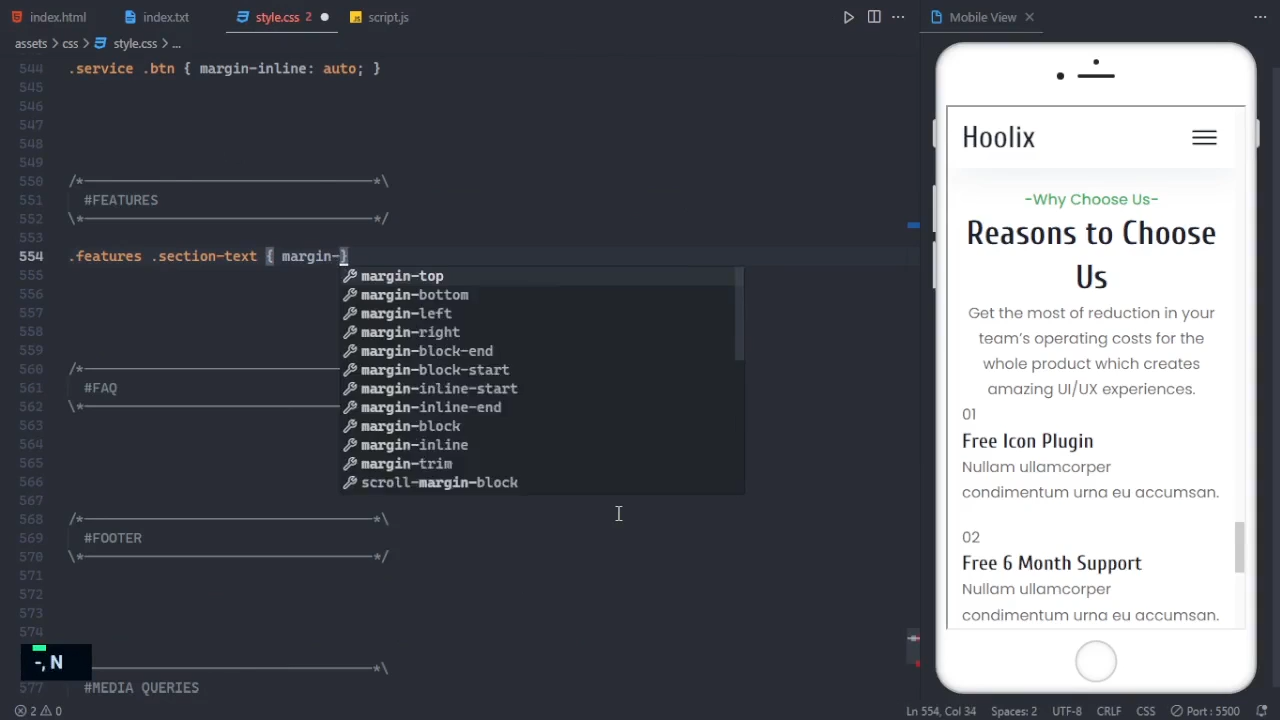 index.html
index.txt
style.css 2
script.js
Mobile View
assets > css > style.css > ...
544 .service .btn { margin-inline: auto; }
545
546
547
548
549
550 /*————————————————————————————————————*\
551 #FEATURES
552 \*————————————————————————————————————*/
553
554 .features .section-text { margin-}
555
556
557
558
559
560 /*————————————————————————————————————
561 #FAQ
562 \*————————————————————————————————————
563
564
565
566
567
568 /*————————————————————————————————————*\
569 #FOOTER
570 \*————————————————————————————————————*/
571
572
573
574
————————————————————————————————————*\
577 #MEDIA QUERIES
margin-top
margin-bottom
margin-left
margin-right
margin-block-end
margin-block-start
margin-inline-start
margin-inline-end
margin-block
margin-inline
margin-trim
scroll-margin-block
-, N
Hoolix
-Why Choose Us-
Reasons to Choose
Us
Get the most of reduction in your
team's operating costs for the
whole product which creates
amazing UI/UX experiences.
01
Free Icon Plugin
Nullam ullamcorper
condimentum urna eu accumsan.
02
Free 6 Month Support
Nullam ullamcorper
condimentum urna eu accumsan.
2 0
Ln 554, Col 34
Spaces: 2
UTF-8
CRLF
CSS
Port : 5500